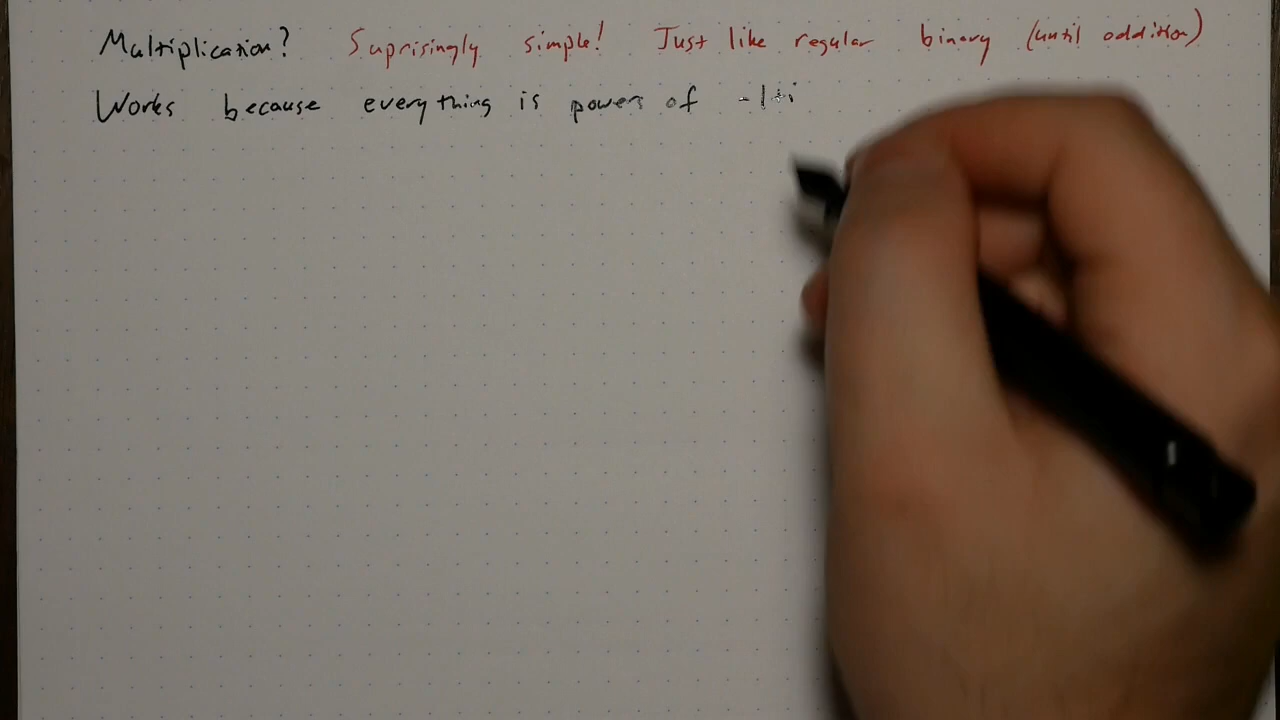 Multiplication? Suprisingly simple! Just like regular binary (until addition)
Works because everything is powers of -1+i